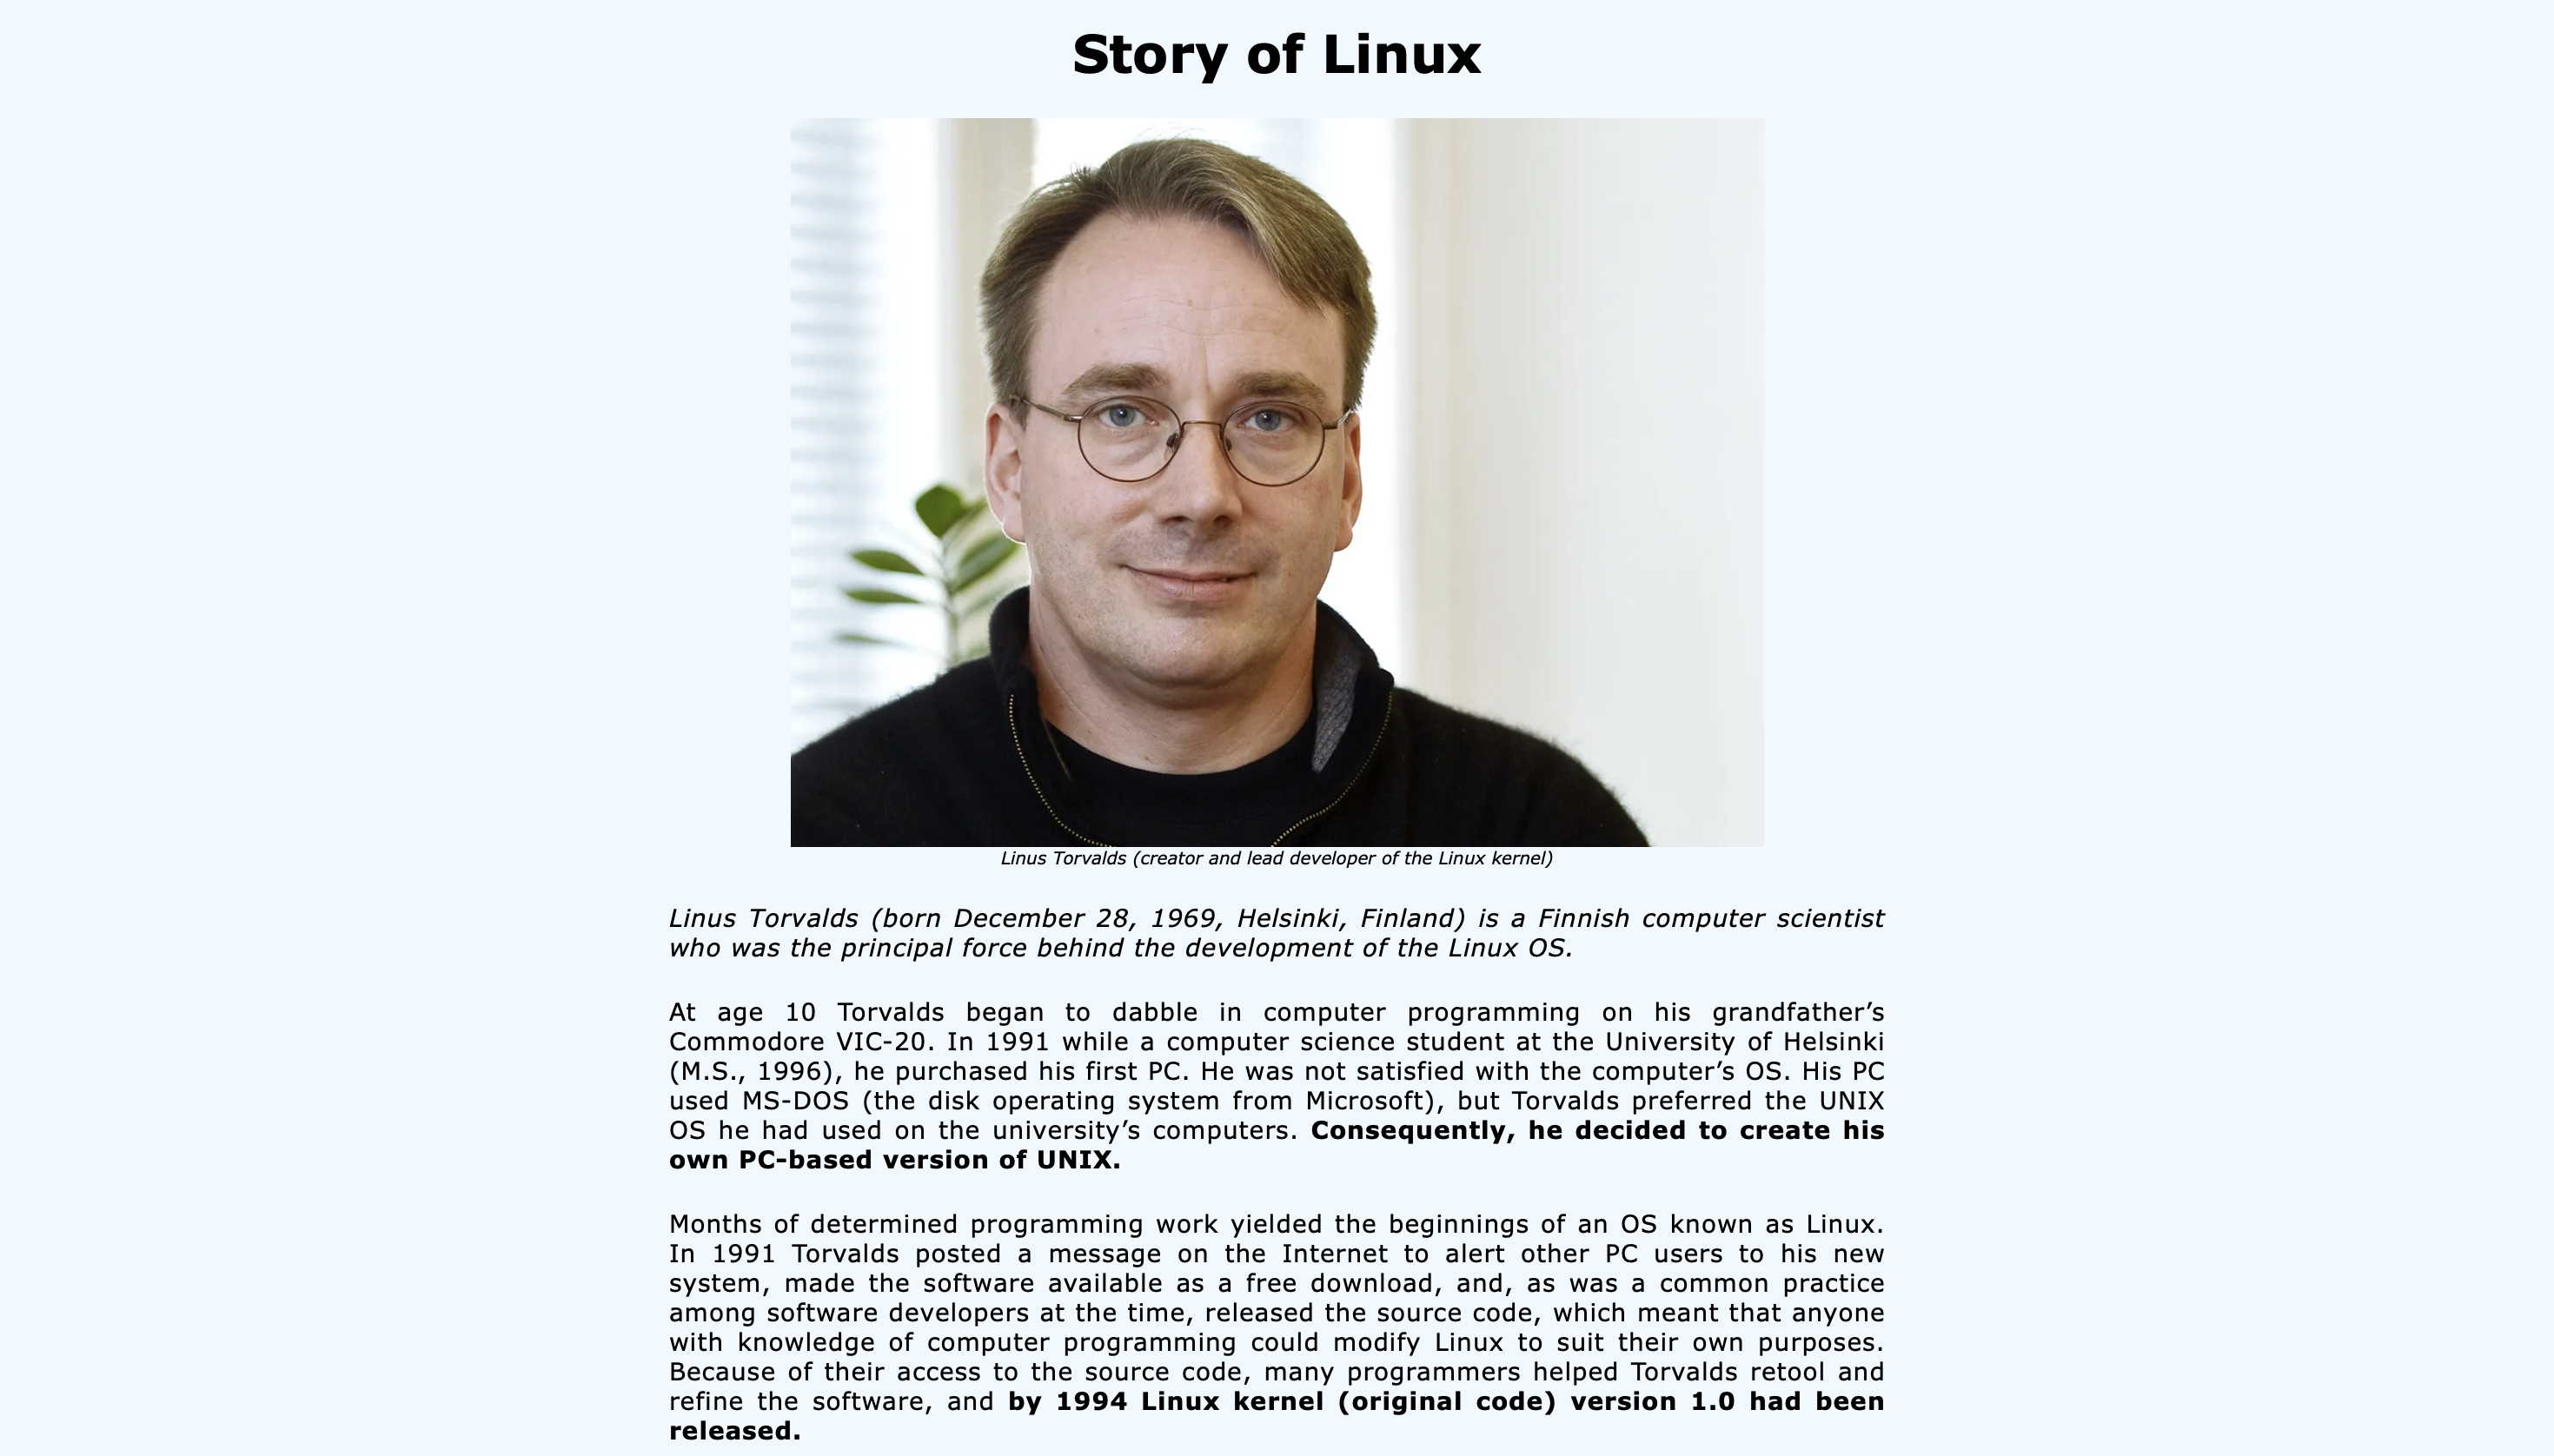 Story of Linux
Linus Torvalds (creator and lead developer of the Linux kernel)
Linus Torvalds (born December 28, 1969, Helsinki, Finland) is a Finnish computer scientist
who was the principal force behind the development of the Linux OS.
At age 10 Torvalds began to dabble in computer programming on his grandfather’s
Commodore VIC-20. In 1991 while a computer science student at the University of Helsinki
(M.S., 1996), he purchased his first PC. He was not satisfied with the computer’s OS. His PC
used MS-DOS (the disk operating system from Microsoft), but Torvalds preferred the UNIX
OS he had used on the university’s computers. Consequently, he decided to create his
own PC-based version of UNIX.
Months of determined programming work yielded the beginnings of an OS known as Linux.
In 1991 Torvalds posted a message on the Internet to alert other PC users to his new
system, made the software available as a free download, and, as was a common practice
among software developers at the time, released the source code, which meant that anyone
with knowledge of computer programming could modify Linux to suit their own purposes.
Because of their access to the source code, many programmers helped Torvalds retool and
refine the software, and by 1994 Linux kernel (original code) version 1.0 had been
released.